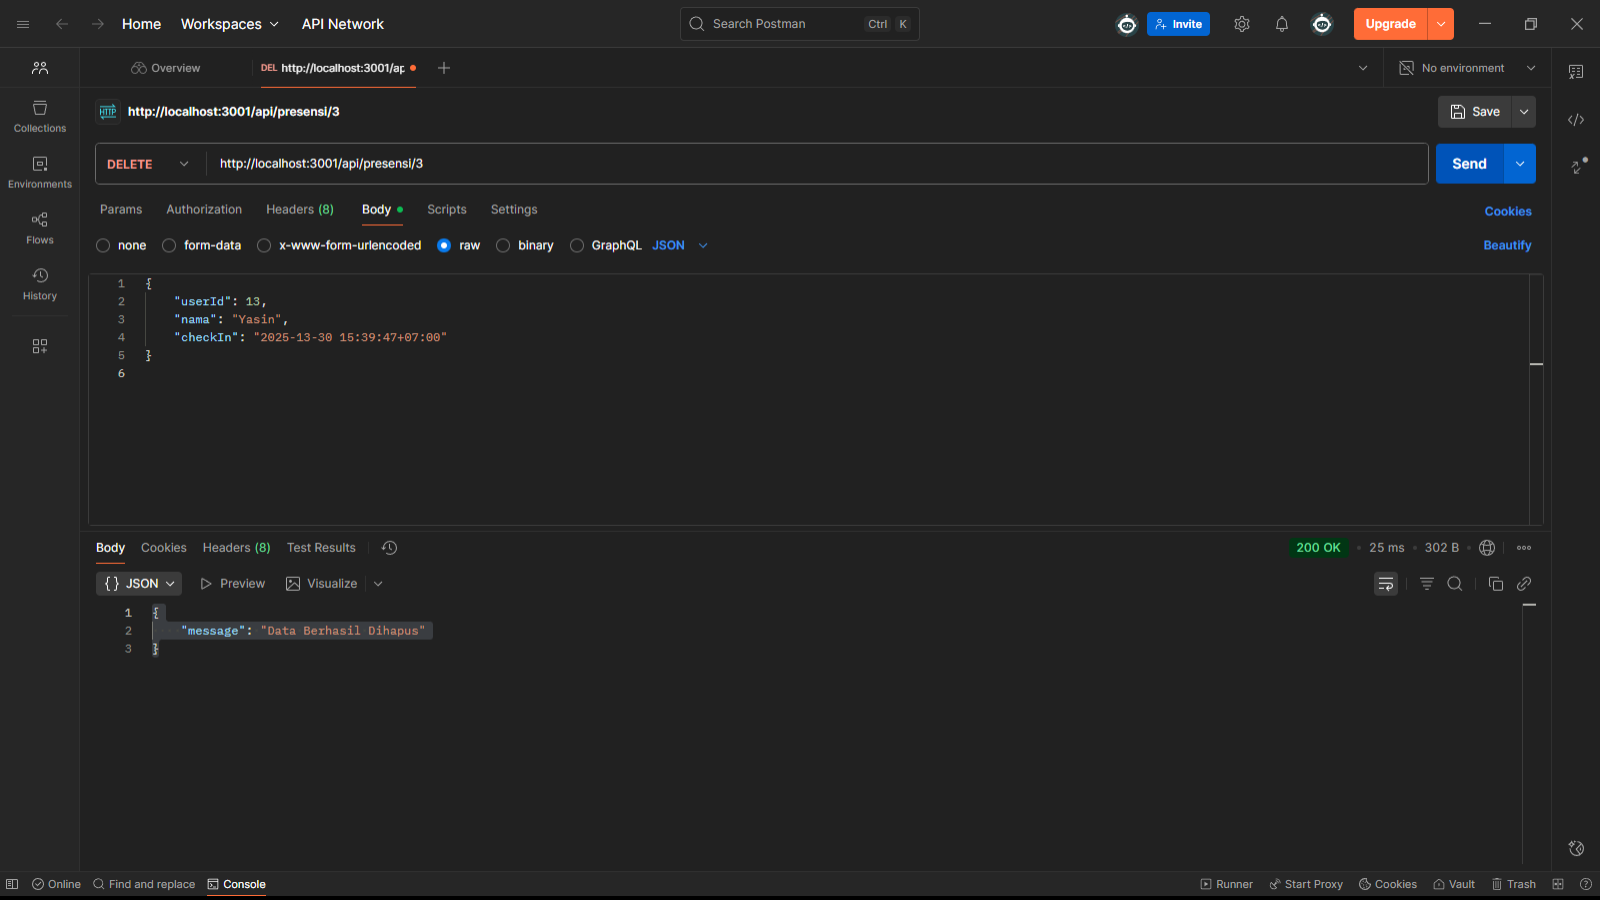 Home Workspaces API Network Search Postman Ctrl K Invite Upgrade
Overview DEL http://localhost:3001/ap No environment
HTTP http://localhost:3001/api/presensi/3 Save
DELETE http://localhost:3001/api/presensi/3 Send
Params Authorization Headers (8) Body Scripts Settings Cookies
none form-data x-www-form-urlencoded raw binary GraphQL JSON Beautify
Collections
Environments
Flows
History
1 {
2 "userId": 13,
3 "nama": "Yasin",
4 "checkIn": "2025-13-30 15:39:47+07:00"
5 }
6
Body Cookies Headers (8) Test Results 200 OK 25 ms 302 B
{} JSON Preview Visualize
1 {
2 "message": "Data Berhasil Dihapus"
3 }
Online Find and replace Console Runner Start Proxy Cookies Vault Trash